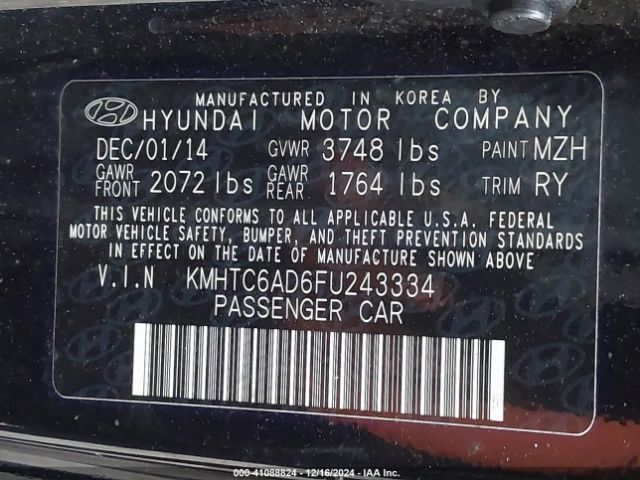 MANUFACTURED IN KOREA BY
HYUNDAI MOTOR COMPANY
DEC/01/14 GVWR 3748 lbs PAINT MZH
GAWR FRONT 2072 lbs GAWR REAR 1764 lbs TRIM RY
THIS VEHICLE CONFORMS TO ALL APPLICABLE U.S.A. FEDERAL
MOTOR VEHICLE SAFETY, BUMPER, AND THEFT PREVENTION STANDARDS
IN EFFECT ON THE DATE OF MANUFACTURE SHOWN ABOVE.
V.I.N KMHTC6AD6FU243334
PASSENGER CAR
000-41088824 - 12/16/2024 - IAA Inc.